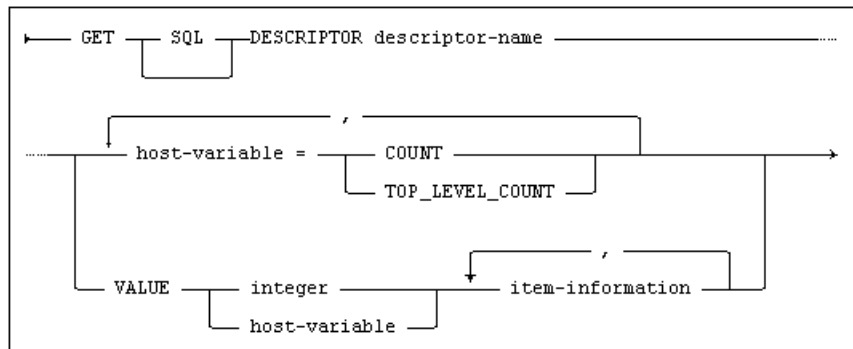 GET SQL DESCRIPTOR descriptor-name
,
host-variable = COUNT
TOP_LEVEL_COUNT
,
VALUE integer item-information
host-variable